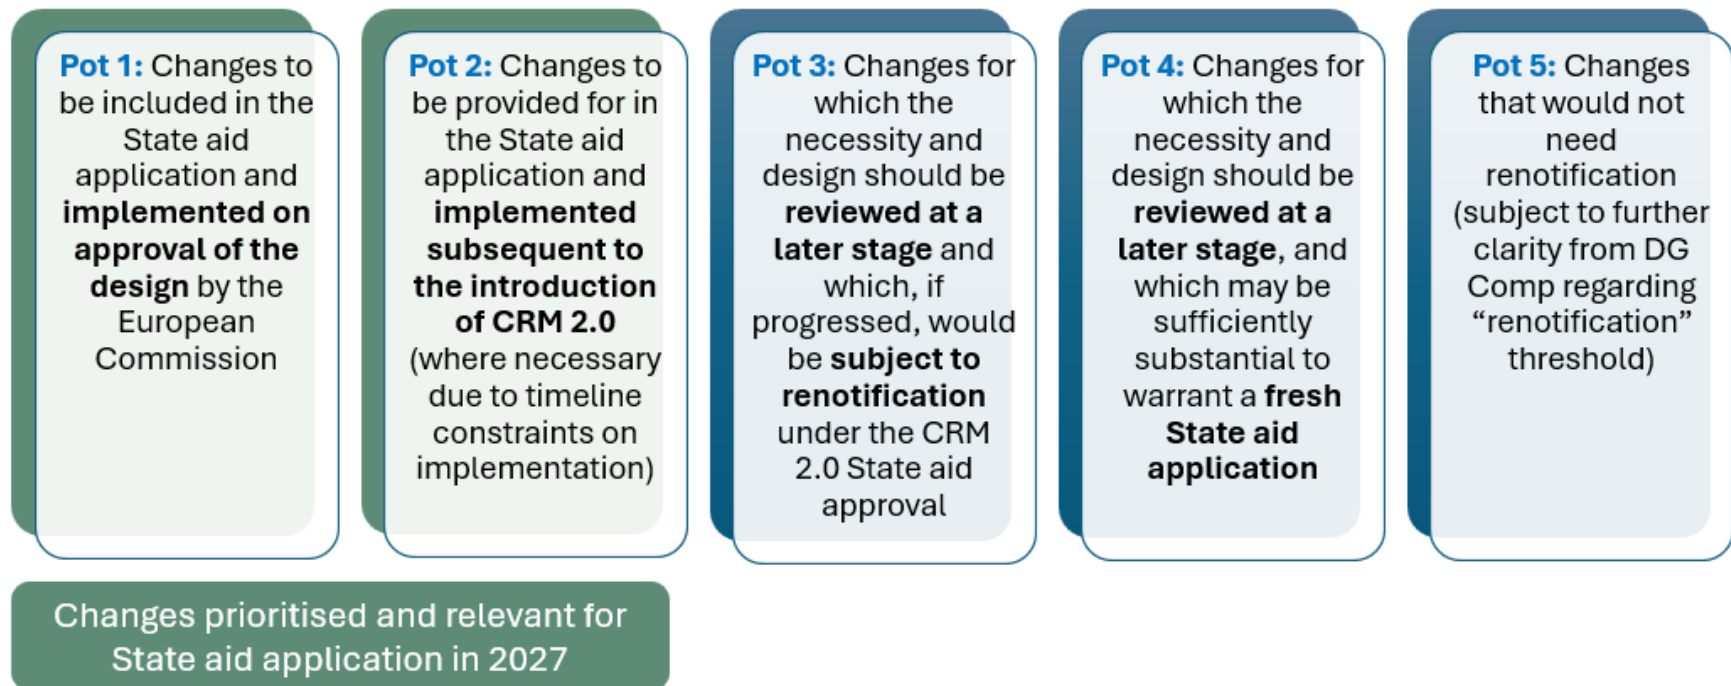 Pot 1: Changes to
be included in the
State aid
application and
implemented on
approval of the
design by the
European
Commission
Pot 2: Changes to
be provided for in
the State aid
application and
implemented
subsequent to
the introduction
of CRM 2.0
(where necessary
due to timeline
constraints on
implementation)
Pot 3: Changes for
which the
necessity and
design should be
reviewed at a
later stage and
which, if
progressed, would
be subject to
renotification
under the CRM
2.0 State aid
approval
Pot 4: Changes for
which the
necessity and
design should be
reviewed at a
later stage, and
which may be
sufficiently
substantial to
warrant a fresh
State aid
application
Pot 5: Changes
that would not
need
renotification
(subject to further
clarity from DG
Comp regarding
“renotification”
threshold)
Changes prioritised and relevant for
State aid application in 2027